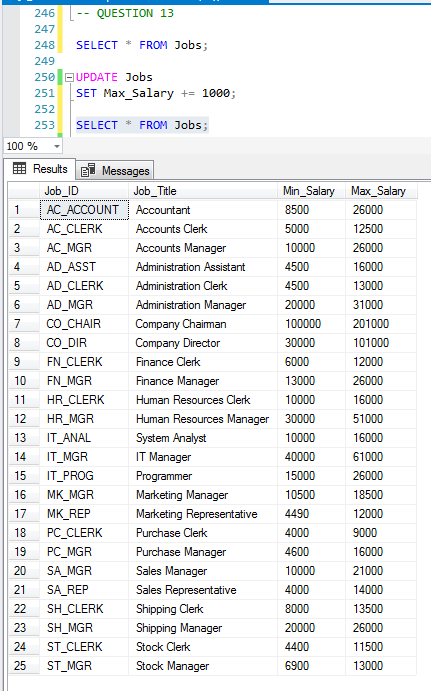 246 -- QUESTION 13
247
248 SELECT * FROM Jobs;
249
250 UPDATE Jobs
251 SET Max_Salary += 1000;
252
253 SELECT * FROM Jobs;
100 %
Results Messages
Job_ID Job_Title Min_Salary Max_Salary
1 AC_ACCOUNT Accountant 8500 26000
2 AC_CLERK Accounts Clerk 5000 12500
3 AC_MGR Accounts Manager 10000 26000
4 AD_ASST Administration Assistant 4500 16000
5 AD_CLERK Administration Clerk 4500 13000
6 AD_MGR Administration Manager 20000 31000
7 CO_CHAIR Company Chairman 100000 201000
8 CO_DIR Company Director 30000 101000
9 FN_CLERK Finance Clerk 6000 12000
10 FN_MGR Finance Manager 13000 26000
11 HR_CLERK Human Resources Clerk 10000 16000
12 HR_MGR Human Resources Manager 30000 51000
13 IT_ANAL System Analyst 10000 16000
14 IT_MGR IT Manager 40000 61000
15 IT_PROG Programmer 15000 26000
16 MK_MGR Marketing Manager 10500 18500
17 MK_REP Marketing Representative 4490 12000
18 PC_CLERK Purchase Clerk 4000 9000
19 PC_MGR Purchase Manager 4600 16000
20 SA_MGR Sales Manager 10000 21000
21 SA_REP Sales Representative 4000 14000
22 SH_CLERK Shipping Clerk 8000 13500
23 SH_MGR Shipping Manager 20000 26000
24 ST_CLERK Stock Clerk 4400 11500
25 ST_MGR Stock Manager 6900 13000